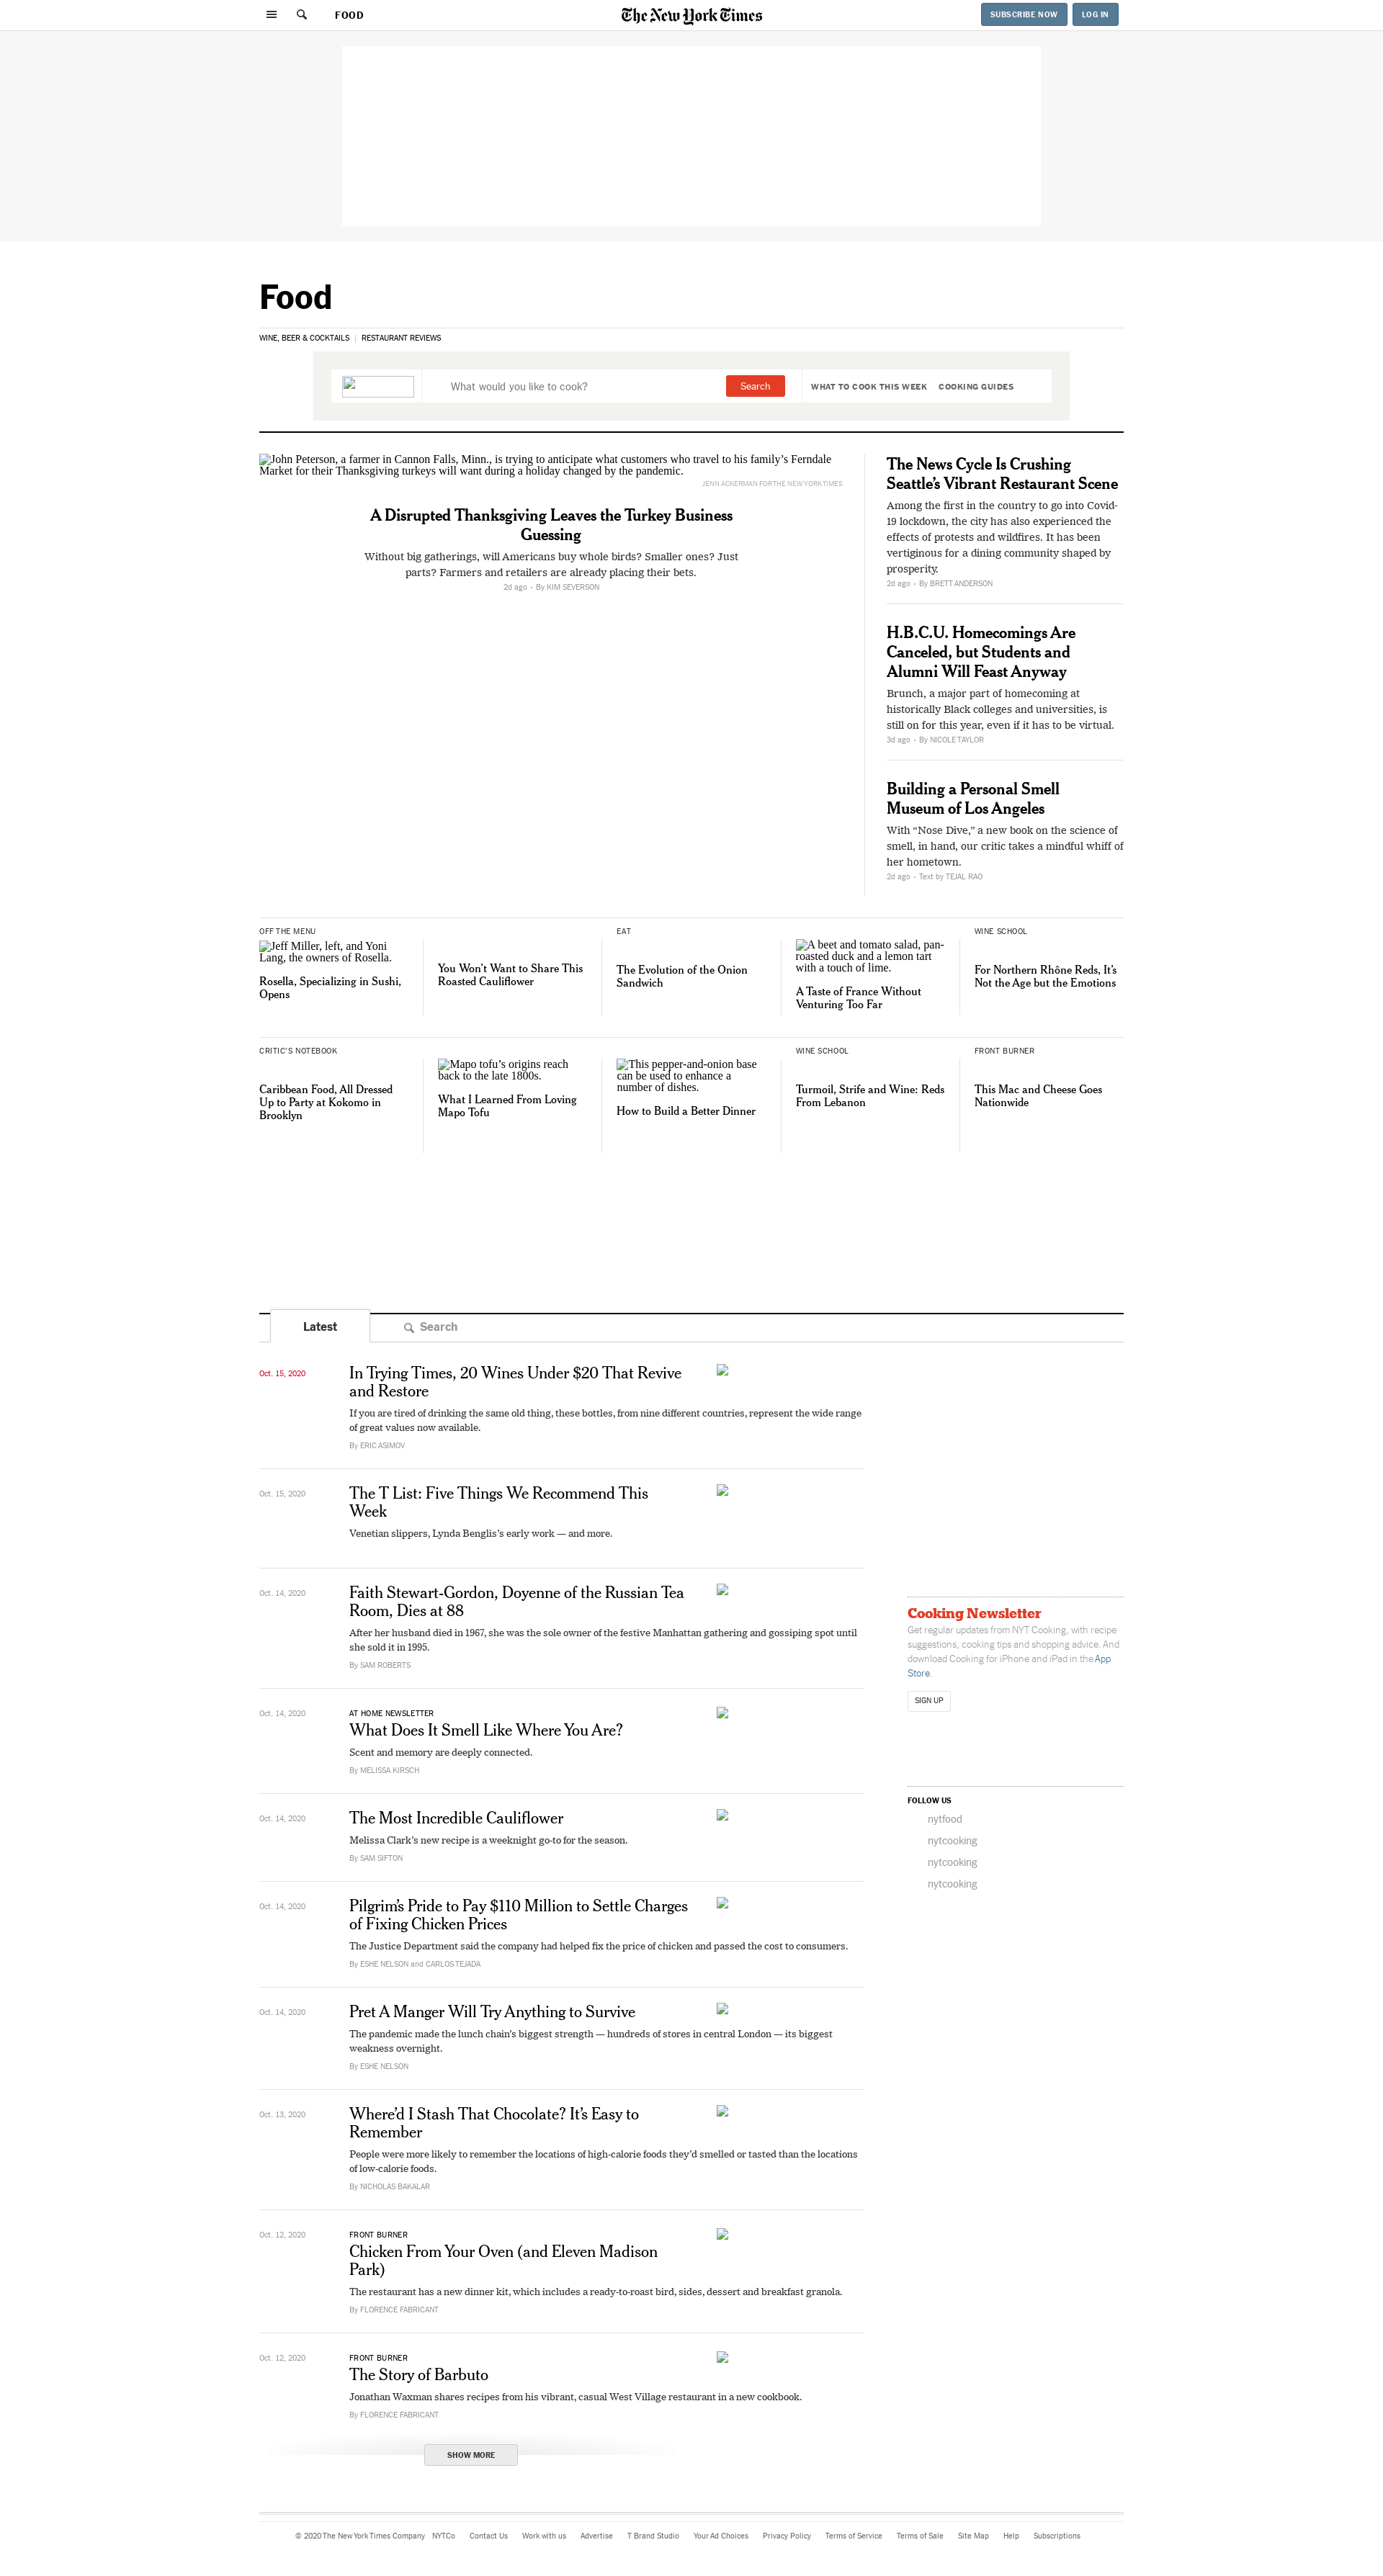 FOOD
The New York Times
SUBSCRIBE NOW
LOG IN
Food
WINE, BEER & COCKTAILS
RESTAURANT REVIEWS
What would you like to cook?
Search
WHAT TO COOK THIS WEEK
COOKING GUIDES
John Peterson, a farmer in Cannon Falls, Minn., is trying to anticipate what customers who travel to his family’s Ferndale
Market for their Thanksgiving turkeys will want during a holiday changed by the pandemic.
JENN ACKERMAN FOR THE NEW YORK TIMES
A Disrupted Thanksgiving Leaves the Turkey Business
Guessing
Without big gatherings, will Americans buy whole birds? Smaller ones? Just
parts? Farmers and retailers are already placing their bets.
2d ago • By KIM SEVERSON
The News Cycle Is Crushing
Seattle’s Vibrant Restaurant Scene
Among the first in the country to go into Covid-
19 lockdown, the city has also experienced the
effects of protests and wildfires. It has been
vertiginous for a dining community shaped by
prosperity.
2d ago • By BRETT ANDERSON
H.B.C.U. Homecomings Are
Canceled, but Students and
Alumni Will Feast Anyway
Brunch, a major part of homecoming at
historically Black colleges and universities, is
still on for this year, even if it has to be virtual.
3d ago • By NICOLE TAYLOR
Building a Personal Smell
Museum of Los Angeles
With “Nose Dive,” a new book on the science of
smell, in hand, our critic takes a mindful whiff of
her hometown.
2d ago • Text by TEJAL RAO
OFF THE MENU
Jeff Miller, left, and Yoni
Lang, the owners of Rosella.
Rosella, Specializing in Sushi,
Opens
You Won’t Want to Share This
Roasted Cauliflower
EAT
The Evolution of the Onion
Sandwich
A beet and tomato salad, pan-
roasted duck and a lemon tart
with a touch of lime.
A Taste of France Without
Venturing Too Far
WINE SCHOOL
For Northern Rhône Reds, It’s
Not the Age but the Emotions
CRITIC’S NOTEBOOK
Caribbean Food, All Dressed
Up to Party at Kokomo in
Brooklyn
Mapo tofu’s origins reach
back to the late 1800s.
What I Learned From Loving
Mapo Tofu
This pepper-and-onion base
can be used to enhance a
number of dishes.
How to Build a Better Dinner
WINE SCHOOL
Turmoil, Strife and Wine: Reds
From Lebanon
FRONT BURNER
This Mac and Cheese Goes
Nationwide
Latest
Search
Oct. 15, 2020
In Trying Times, 20 Wines Under $20 That Revive
and Restore
If you are tired of drinking the same old thing, these bottles, from nine different countries, represent the wide range
of great values now available.
By ERIC ASIMOV
Oct. 15, 2020
The T List: Five Things We Recommend This
Week
Venetian slippers, Lynda Benglis’s early work — and more.
Oct. 14, 2020
Faith Stewart-Gordon, Doyenne of the Russian Tea
Room, Dies at 88
After her husband died in 1967, she was the sole owner of the festive Manhattan gathering and gossiping spot until
she sold it in 1995.
By SAM ROBERTS
Oct. 14, 2020
AT HOME NEWSLETTER
What Does It Smell Like Where You Are?
Scent and memory are deeply connected.
By MELISSA KIRSCH
Oct. 14, 2020
The Most Incredible Cauliflower
Melissa Clark’s new recipe is a weeknight go-to for the season.
By SAM SIFTON
Oct. 14, 2020
Pilgrim’s Pride to Pay $110 Million to Settle Charges
of Fixing Chicken Prices
The Justice Department said the company had helped fix the price of chicken and passed the cost to consumers.
By ESHE NELSON and CARLOS TEJADA
Oct. 14, 2020
Pret A Manger Will Try Anything to Survive
The pandemic made the lunch chain’s biggest strength — hundreds of stores in central London — its biggest
weakness overnight.
By ESHE NELSON
Oct. 13, 2020
Where’d I Stash That Chocolate? It’s Easy to
Remember
People were more likely to remember the locations of high-calorie foods they’d smelled or tasted than the locations
of low-calorie foods.
By NICHOLAS BAKALAR
Oct. 12, 2020
FRONT BURNER
Chicken From Your Oven (and Eleven Madison
Park)
The restaurant has a new dinner kit, which includes a ready-to-roast bird, sides, dessert and breakfast granola.
By FLORENCE FABRICANT
Oct. 12, 2020
FRONT BURNER
The Story of Barbuto
Jonathan Waxman shares recipes from his vibrant, casual West Village restaurant in a new cookbook.
By FLORENCE FABRICANT
SHOW MORE
Cooking Newsletter
Get regular updates from NYT Cooking, with recipe
suggestions, cooking tips and shopping advice. And
download Cooking for iPhone and iPad in the App
Store.
SIGN UP
FOLLOW US
nytfood
nytcooking
nytcooking
nytcooking
© 2020 The New York Times Company NYTCo Contact Us Work with us Advertise T Brand Studio Your Ad Choices Privacy Policy Terms of Service Terms of Sale Site Map Help Subscriptions